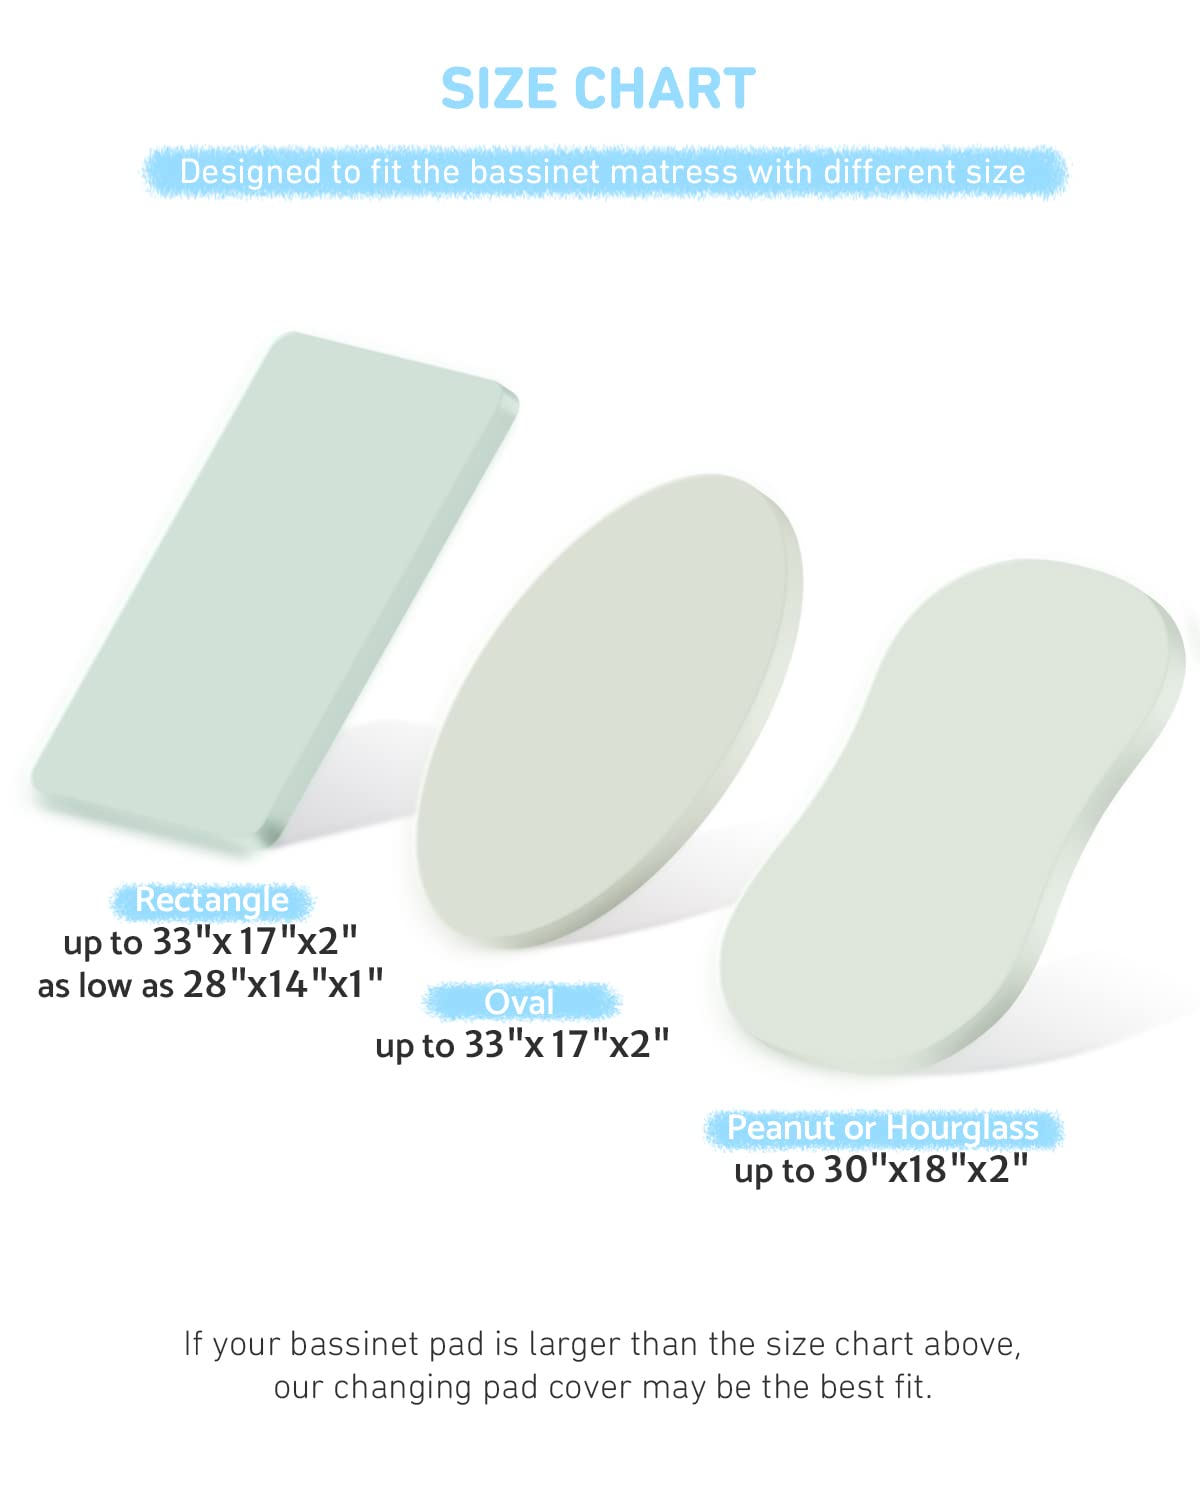 SIZE CHART
Designed to fit the bassinet matress with different size
Rectangle
up to 33"x 17"x2"
as low as 28"x14"x1"
Oval
up to 33"x 17"x2"
Peanut or Hourglass
up to 30"x18"x2"
If your bassinet pad is larger than the size chart above,
our changing pad cover may be the best fit.